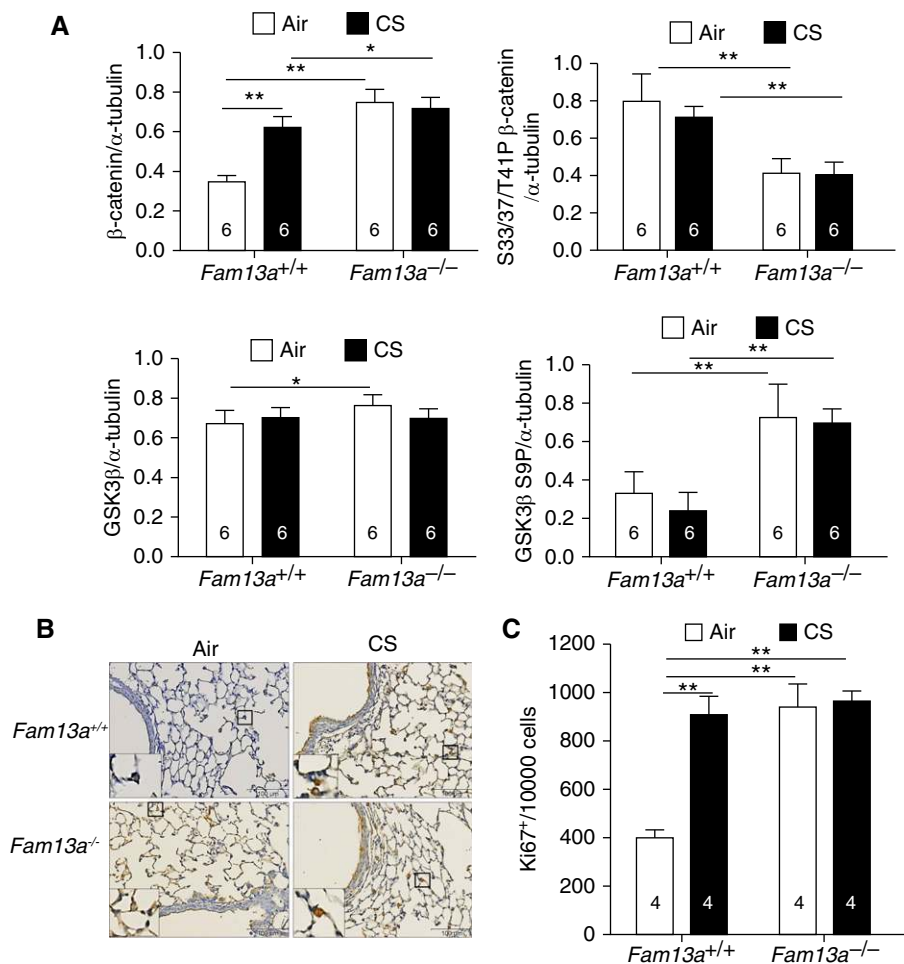 A
Air CS
β-catenin/α-tubulin
1.0
0.8
0.6
0.4
0.2
0.0
**
**
*
6 6 6 6
Fam13a+/+ Fam13a−/−
Air CS
S33/37/T41P β-catenin
/α-tubulin
1.0
0.8
0.6
0.4
0.2
0.0
**
**
6 6 6 6
Fam13a+/+ Fam13a−/−
Air CS
GSK3β/α-tubulin
1.0
0.8
0.6
0.4
0.2
0.0
*
6 6 6 6
Fam13a+/+ Fam13a−/−
Air CS
GSK3β S9P/α-tubulin
1.0
0.8
0.6
0.4
0.2
0.0
**
**
6 6 6 6
Fam13a+/+ Fam13a−/−
B
Air CS
Fam13a+/+
Fam13a-/-
100 μm
C
Air CS
Ki67+/10000 cells
1200
1000
800
600
400
200
0
**
**
**
4 4 4 4
Fam13a+/+ Fam13a−/−